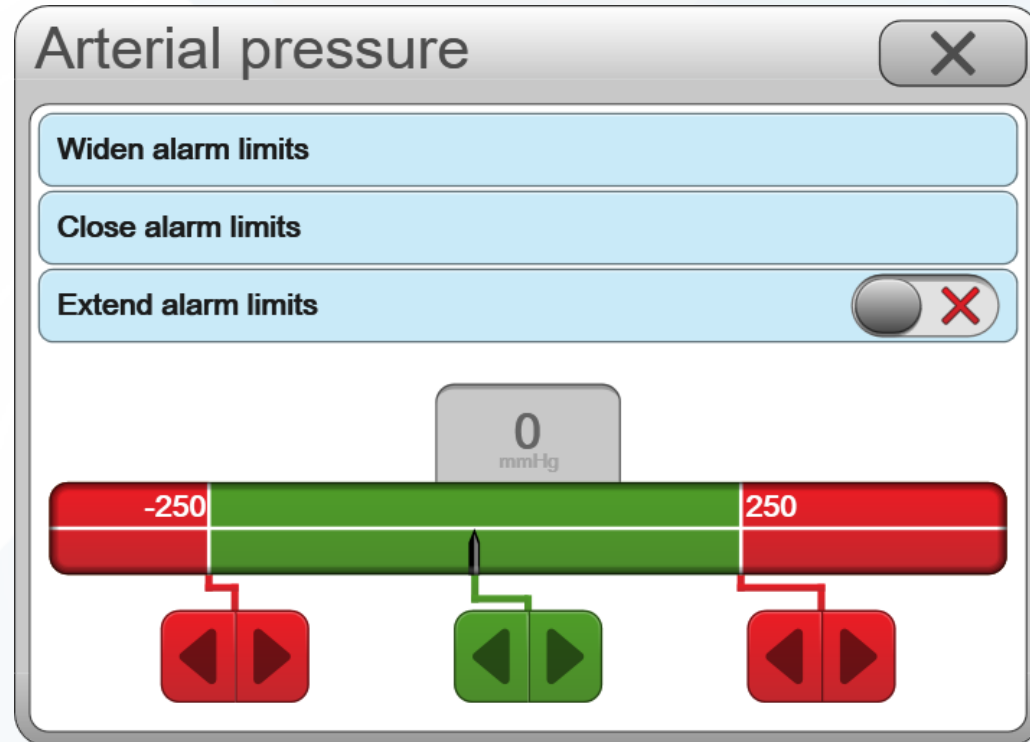 Arterial pressure
Widen alarm limits
Close alarm limits
Extend alarm limits
0
mmHg
-250
250